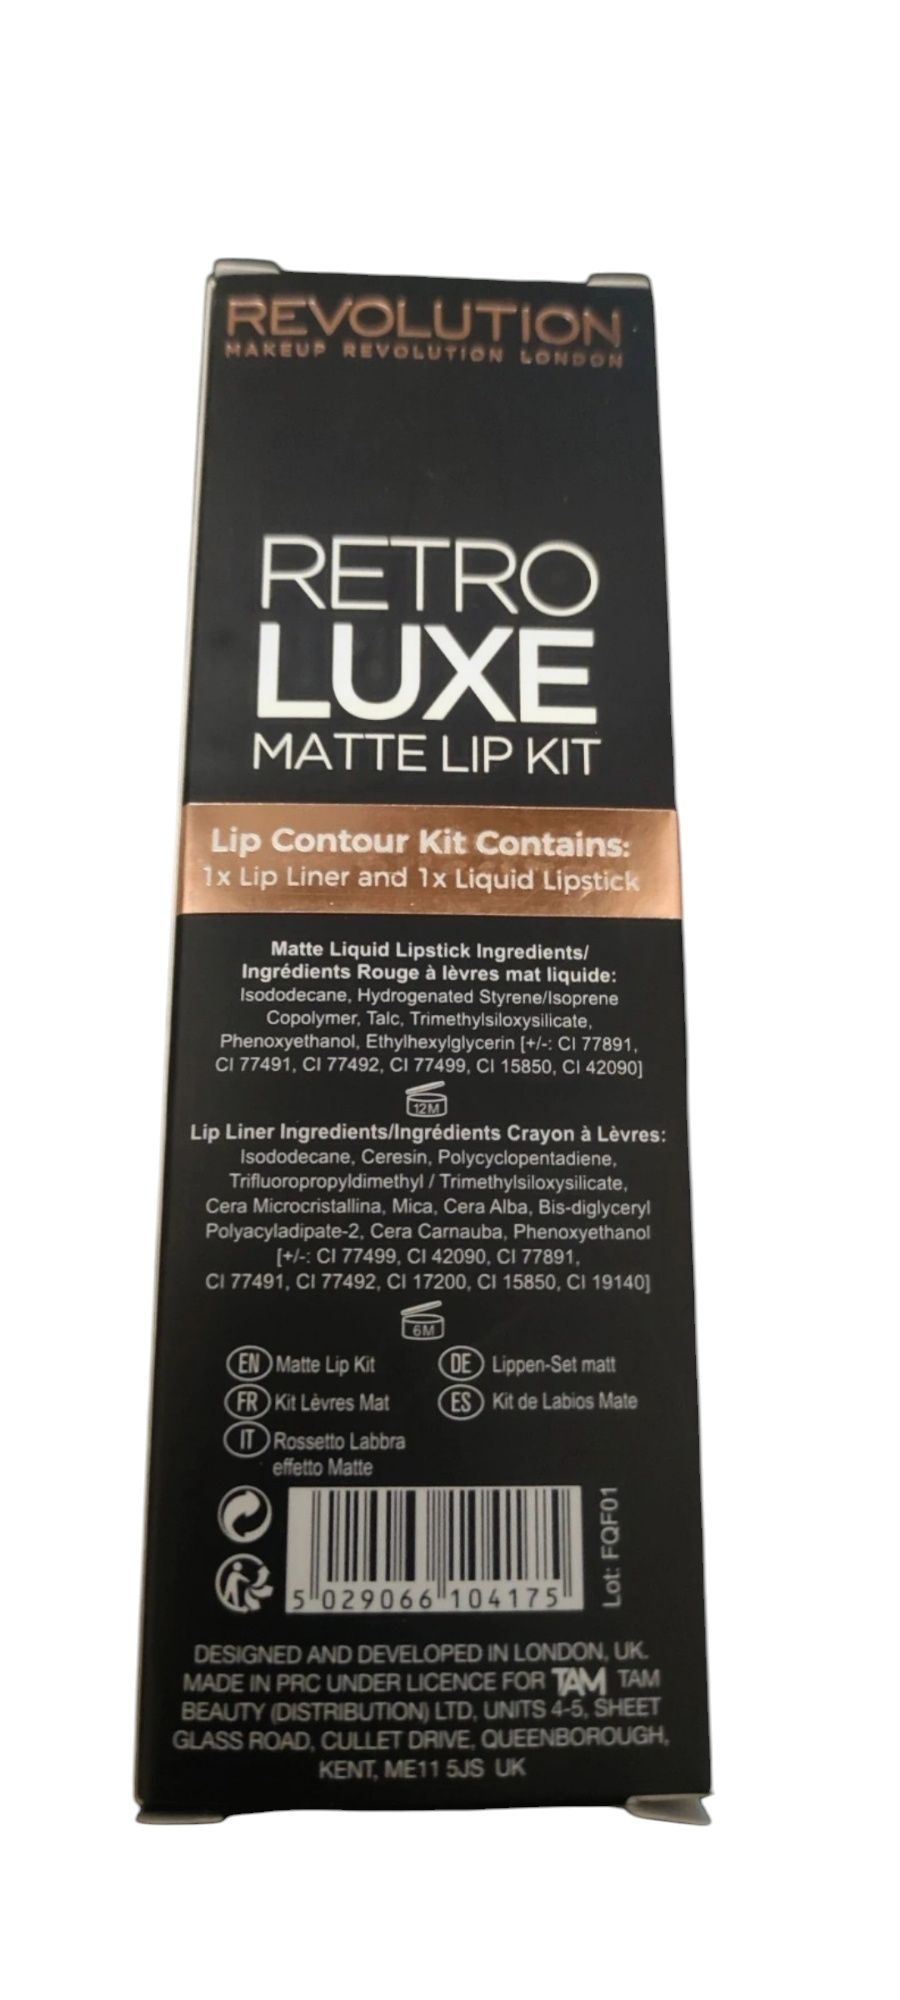 REVOLUTION
MAKEUP REVOLUTION LONDON
RETRO
LUXE
MATTE LIP KIT
Lip Contour Kit Contains:
1x Lip Liner and 1x Liquid Lipstick
Matte Liquid Lipstick Ingredients/
Ingrédients Rouge à lèvres mat liquide:
Isododecane, Hydrogenated Styrene/Isoprene
Copolymer, Talc, Trimethylsiloxysilicate,
Phenoxyethanol, Ethylhexylglycerin [+/-: CI 77891,
CI 77491, CI 77492, CI 77499, CI 15850, CI 42090]
12M
Lip Liner Ingredients/Ingrédients Crayon à Lèvres:
Isododecane, Ceresin, Polycyclopentadiene,
Trifluoropropyldimethyl / Trimethylsiloxysilicate,
Cera Microcristallina, Mica, Cera Alba, Bis-diglyceryl
Polyacyladipate-2, Cera Carnauba, Phenoxyethanol
[+/-: CI 77499, CI 42090, CI 77891,
CI 77491, CI 77492, CI 17200, CI 15850, CI 19140]
6M
EN Matte Lip Kit
DE Lippen-Set matt
FR Kit Lèvres Mat
ES Kit de Labios Mate
IT Rossetto Labbra
effetto Matte
5 029066 104175
Lot: FQF01
DESIGNED AND DEVELOPED IN LONDON, UK.
MADE IN PRC UNDER LICENCE FOR TAM TAM
BEAUTY (DISTRIBUTION) LTD, UNITS 4-5, SHEET
GLASS ROAD, CULLET DRIVE, QUEENBOROUGH,
KENT, ME11 5JS UK